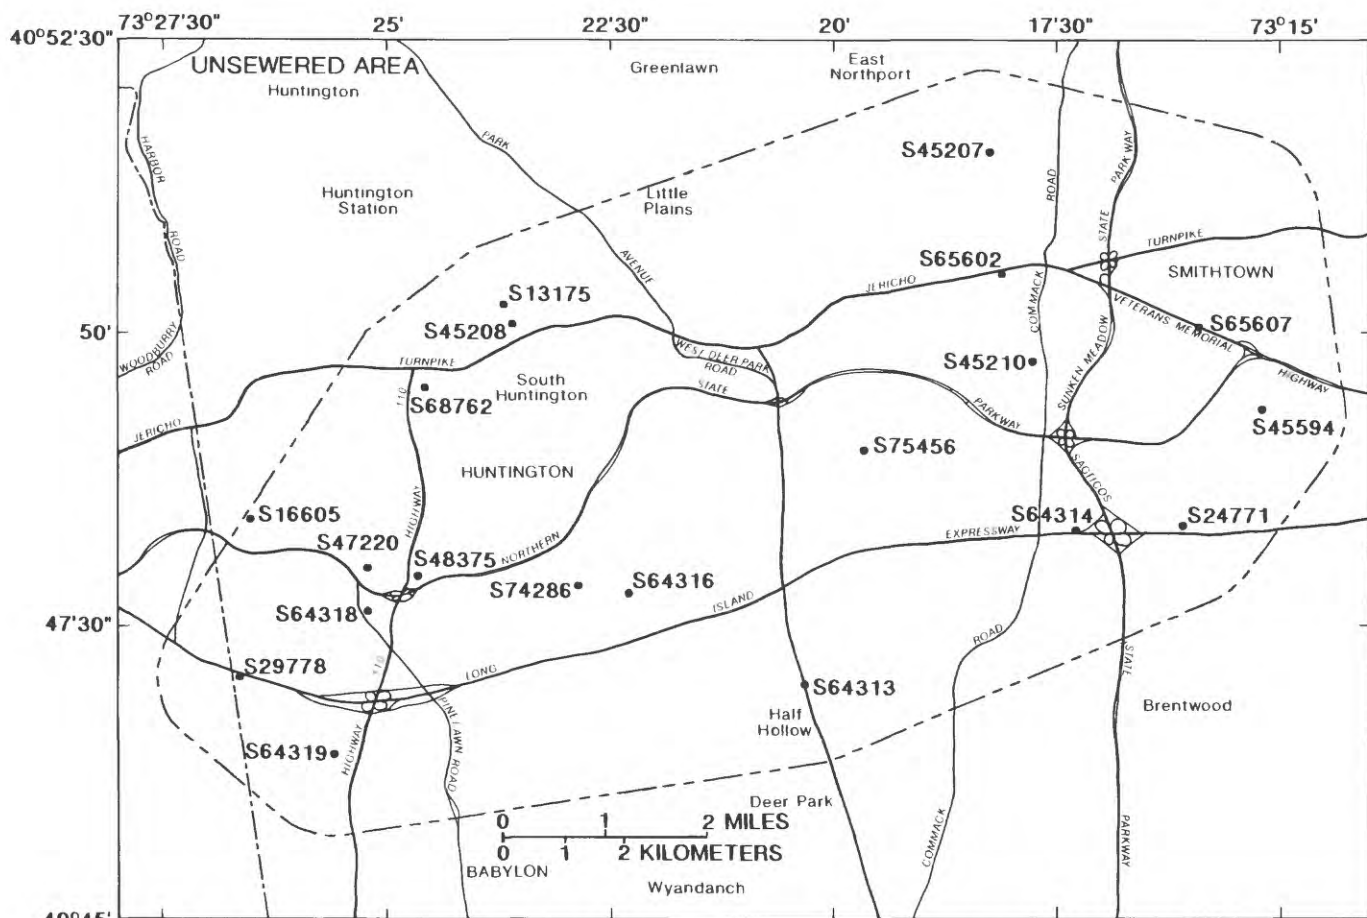 73°27'30" 25' 22'30" 20' 17'30" 73°15'
40°52'30"
UNSEWERED AREA
Huntington
Greenlawn
East
Northport
HARBOR
ROAD
PARK
AVENUE
Huntington
Station
Little
Plains
S45207
ROAD
COMMACK
PARKWAY
STATE
SUNKEN MEADOW
TURNPIKE
SMITHTOWN
S65602
JERICHO
S13175
S45208
50'
VETERANS MEMORIAL
HIGHWAY
S65607
WOODBURRY
ROAD
TURNPIKE
WEST DEER PARK
ROAD
S45210
110
South
Huntington
STATE
PARKWAY
S68762
JERICHO
S45594
HUNTINGTON
S75456
SAGTICOS
S16605
HIGHWAY
S64314
S24771
S47220
S48375
NORTHERN
EXPRESSWAY
S74286
S64316
S64318
ISLAND
47'30"
ROAD
STATE
S29778
110
LONG
S64313
Half
Hollow
Brentwood
PINELAWN ROAD
S64319
HIGHWAY
Deer Park
0 1 2 MILES
0 1 2 KILOMETERS
COMMACK
PARKWAY
BABYLON
Wyandanch